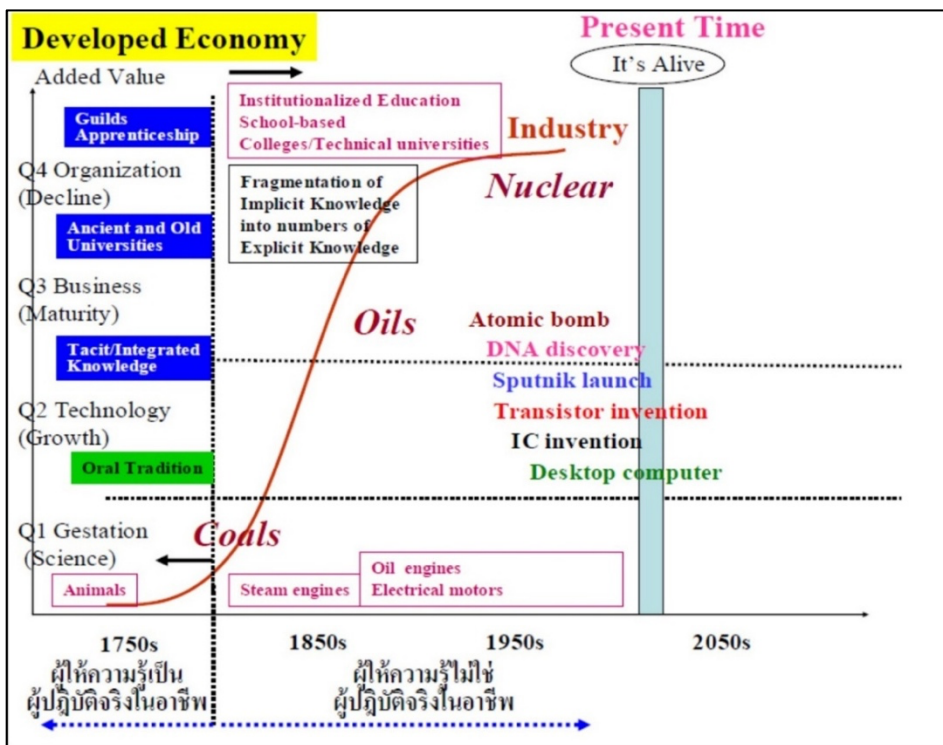 Developed Economy
Present Time
It's Alive
Added Value
Guilds
Apprenticeship
Institutionalized Education
School-based
Colleges/Technical universities
Industry
Q4 Organization
(Decline)
Fragmentation of
Implicit Knowledge
into numbers of
Explicit Knowledge
Nuclear
Ancient and Old
Universities
Q3 Business
(Maturity)
Oils
Atomic bomb
DNA discovery
Sputnik launch
Transistor invention
IC invention
Desktop computer
Tacit/Integrated
Knowledge
Q2 Technology
(Growth)
Oral Tradition
Q1 Gestation
(Science)
Coals
Animals
Steam engines
Oil engines
Electrical motors
1750s
1850s
1950s
2050s
ผู้ให้ความรู้เป็น
ผู้ปฎิบัติจริงในอาชีพ
ผู้ให้ความรู้ไม่ใช่
ผู้ปฎิบัติจริงในอาชีพ